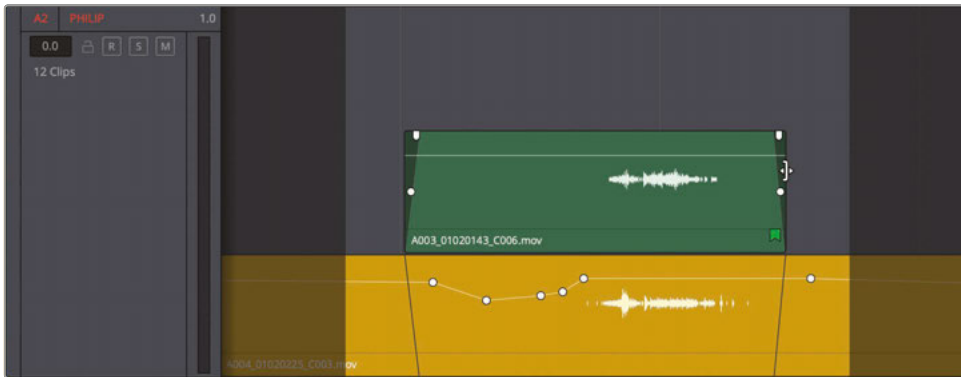 A2 PHILIP 1.0
0.0 R S M
12 Clips
A003_01020143_C006.mov
A004_01020225_C003.mov